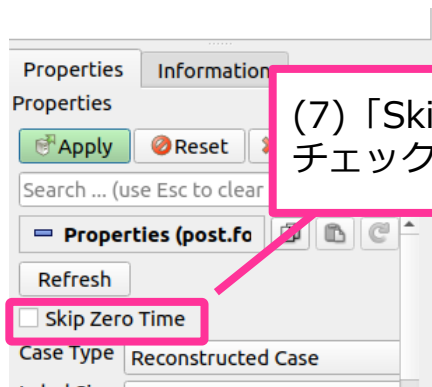 Properties Information
Properties
(7)「Ski
チェック
Apply Reset
Search ... (use Esc to clear
Properties (post.fo
Refresh
Skip Zero Time
Case Type Reconstructed Case